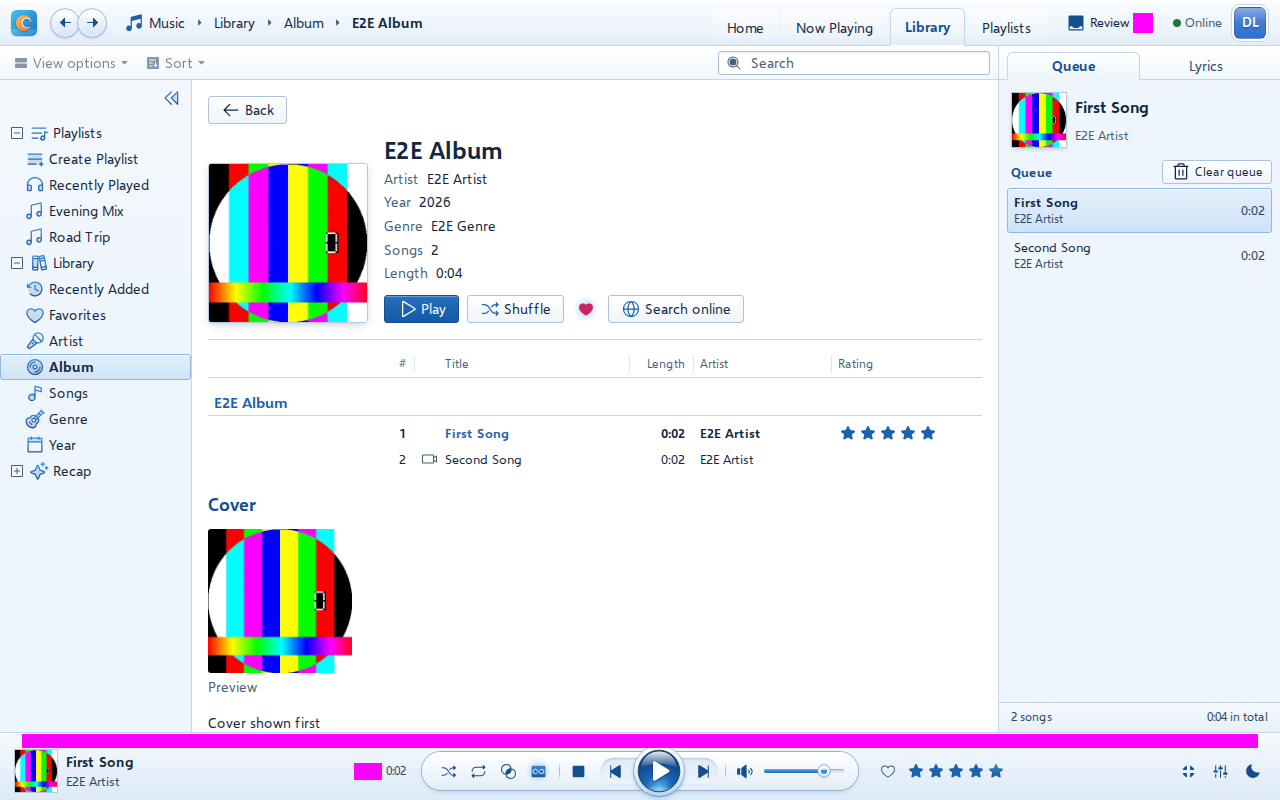 Music Library Album E2E Album
Home Now Playing Library Playlists
Review Online DL
View options Sort Search
Queue Lyrics
Playlists
Create Playlist
Recently Played
Evening Mix
Road Trip
Library
Recently Added
Favorites
Artist
Album
Songs
Genre
Year
Recap
Back
E2E Album
Artist E2E Artist
Year 2026
Genre E2E Genre
Songs 2
Length 0:04
Play Shuffle Search online
# Title Length Artist Rating
E2E Album
1 First Song 0:02 E2E Artist
2 Second Song 0:02 E2E Artist
Cover
Preview
Cover shown first
First Song
E2E Artist
Queue Clear queue
First Song
E2E Artist 0:02
Second Song
E2E Artist 0:02
2 songs 0:04 in total
First Song
E2E Artist
0:02